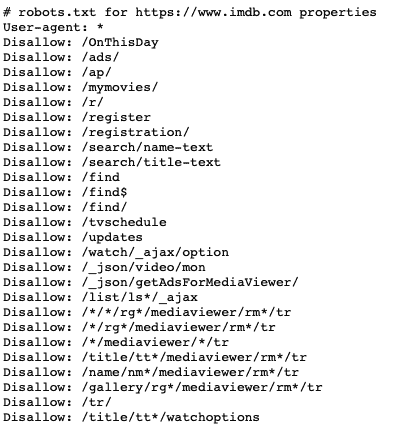 # robots.txt for https://www.imdb.com properties
User-agent: *
Disallow: /OnThisDay
Disallow: /ads/
Disallow: /ap/
Disallow: /mymovies/
Disallow: /r/
Disallow: /register
Disallow: /registration/
Disallow: /search/name-text
Disallow: /search/title-text
Disallow: /find
Disallow: /find$
Disallow: /find/
Disallow: /tvschedule
Disallow: /updates
Disallow: /watch/_ajax/option
Disallow: /_json/video/mon
Disallow: /_json/getAdsForMediaViewer/
Disallow: /list/ls*/_ajax
Disallow: /*/*/rg*/mediaviewer/rm*/tr
Disallow: /*/rg*/mediaviewer/rm*/tr
Disallow: /*/mediaviewer/*/tr
Disallow: /title/tt*/mediaviewer/rm*/tr
Disallow: /name/nm*/mediaviewer/rm*/tr
Disallow: /gallery/rg*/mediaviewer/rm*/tr
Disallow: /tr/
Disallow: /title/tt*/watchoptions